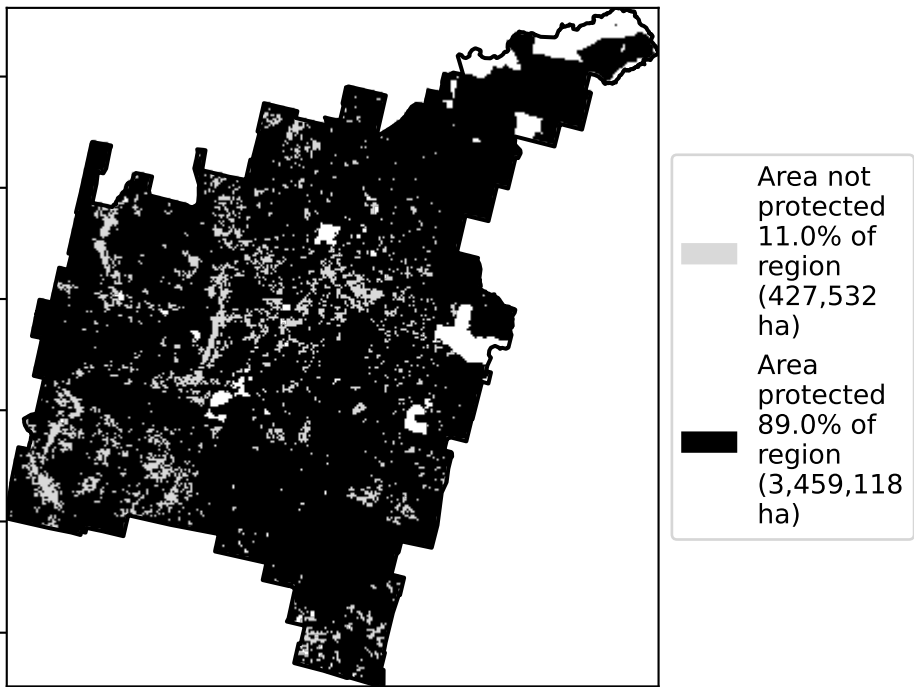 Area not
protected
11.0% of
region
(427,532
ha)
Area
protected
89.0% of
region
(3,459,118
ha)